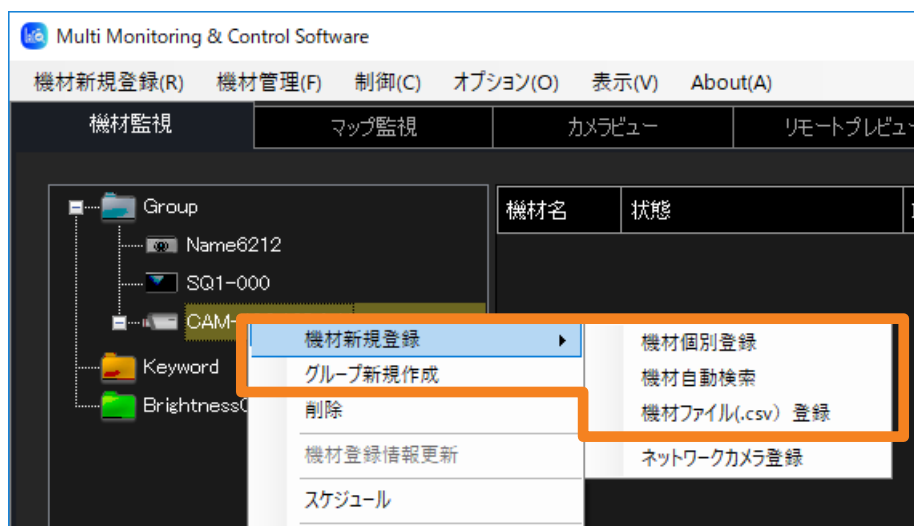 Multi Monitoring & Control Software
機材新規登録(R) 機材管理(F) 制御(C) オプション(O) 表示(V) About(A)
機材監視 マップ監視 カメラビュー リモートプレビュー
Group
機材名 状態
Name6212
SQ1-000
CAM-
機材新規登録
機材個別登録
Keyword
グループ新規作成
機材自動検索
Brightness
削除
機材ファイル(.csv) 登録
機材登録情報更新
ネットワークカメラ登録
スケジュール